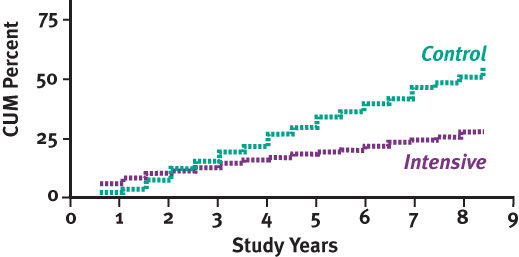 75
50
25
0
CUM Percent
Control
Intensive
0 1 2 3 4 5 6 7 8 9
Study Years